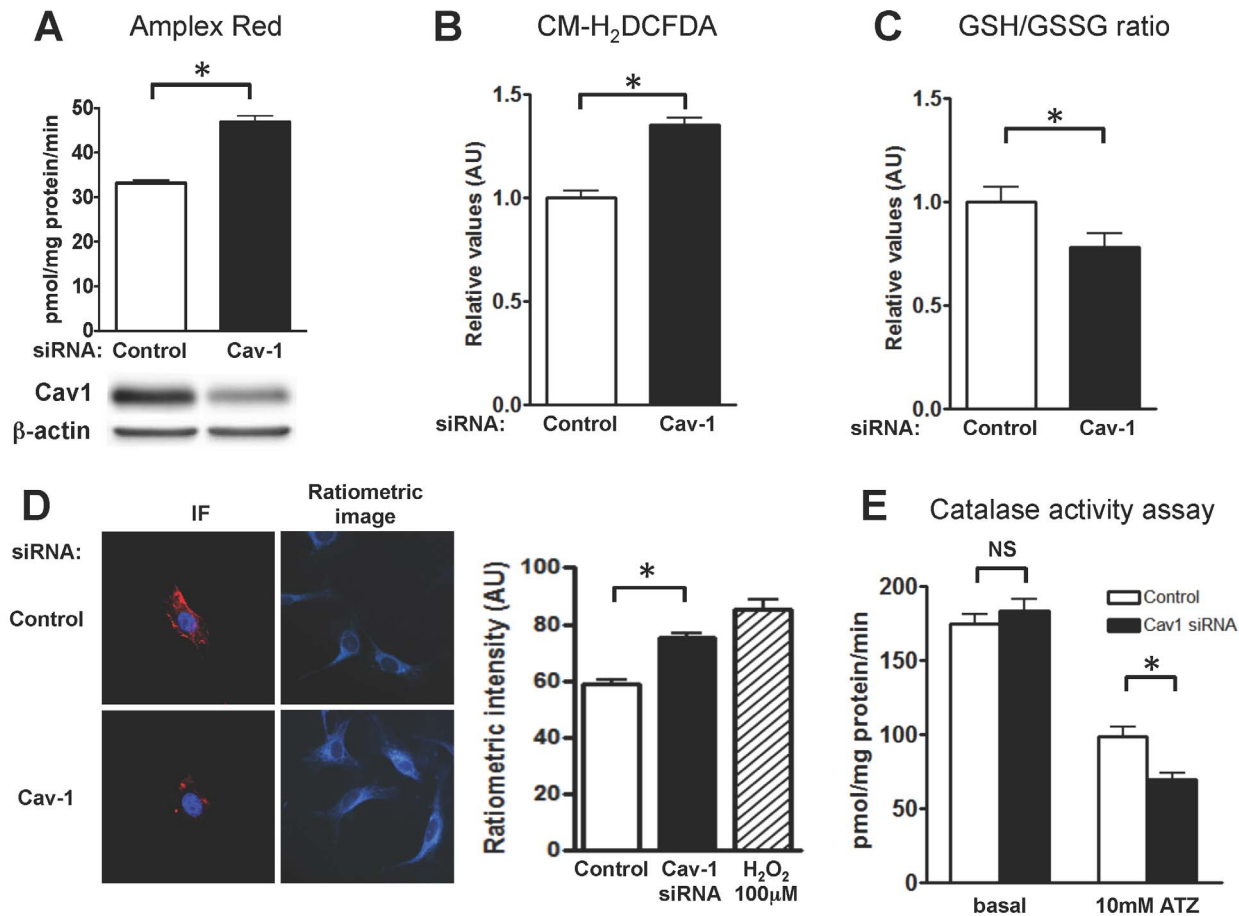 A Amplex Red
*
pmol/mg protein/min
50
40
30
20
10
0
siRNA: Control Cav-1
Cav1
β-actin
B CM-H₂DCFDA
*
Relative values (AU)
1.5
1.0
0.5
0.0
siRNA: Control Cav-1
C GSH/GSSG ratio
*
Relative values (AU)
1.5
1.0
0.5
0.0
siRNA: Control Cav-1
D
IF
Ratiometric
image
siRNA:
Control
Cav-1
*
Ratiometric intensity (AU)
100
80
60
40
20
0
Control Cav-1 H₂O₂
siRNA 100μM
E Catalase activity assay
NS
*
Control
Cav1 siRNA
pmol/mg protein/min
200
150
100
50
0
basal 10mM ATZ